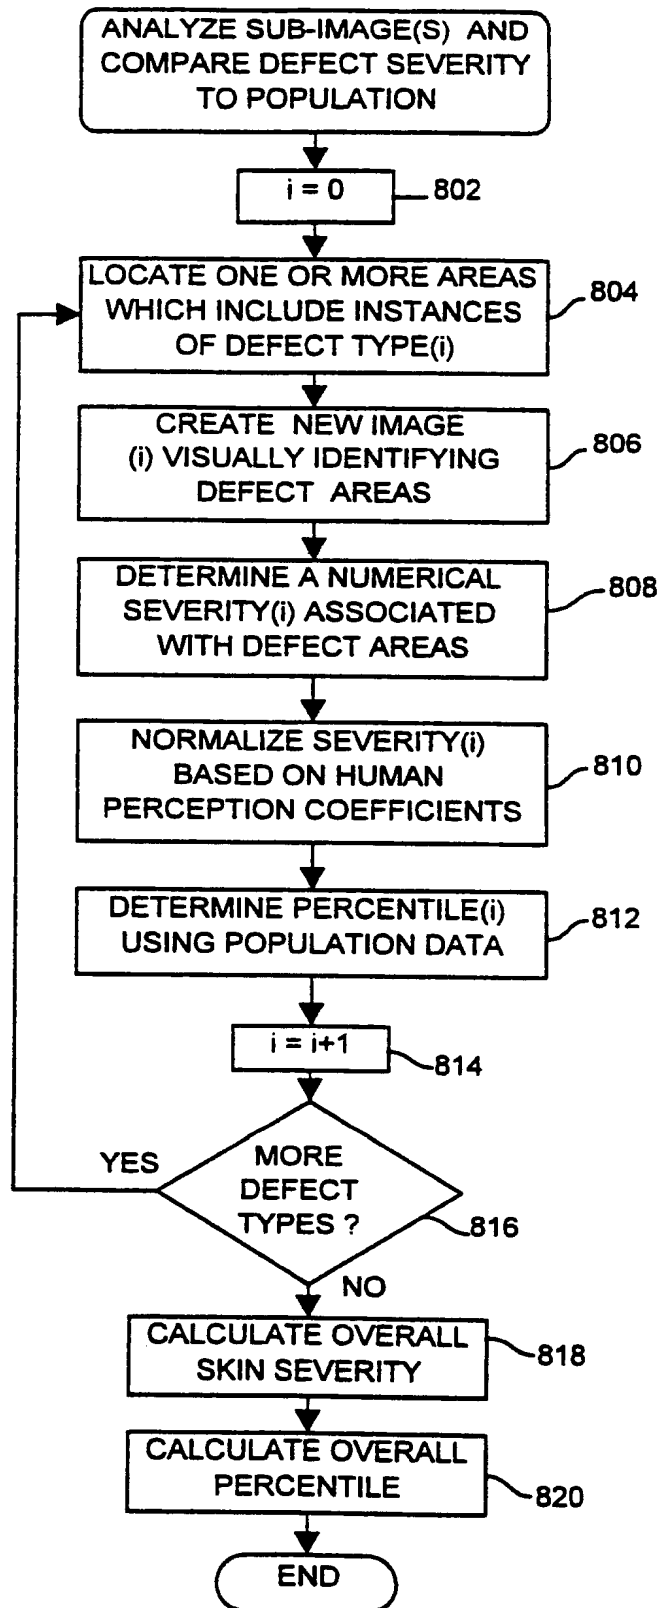 ANALYZE SUB-IMAGE(S) AND
COMPARE DEFECT SEVERITY
TO POPULATION
i = 0
802
LOCATE ONE OR MORE AREAS
WHICH INCLUDE INSTANCES
OF DEFECT TYPE(i)
804
CREATE NEW IMAGE
(i) VISUALLY IDENTIFYING
DEFECT AREAS
806
DETERMINE A NUMERICAL
SEVERITY(i) ASSOCIATED
WITH DEFECT AREAS
808
NORMALIZE SEVERITY(i)
BASED ON HUMAN
PERCEPTION COEFFICIENTS
810
DETERMINE PERCENTILE(i)
USING POPULATION DATA
812
i = i+1
814
YES
MORE
DEFECT
TYPES ?
816
NO
CALCULATE OVERALL
SKIN SEVERITY
818
CALCULATE OVERALL
PERCENTILE
820
END